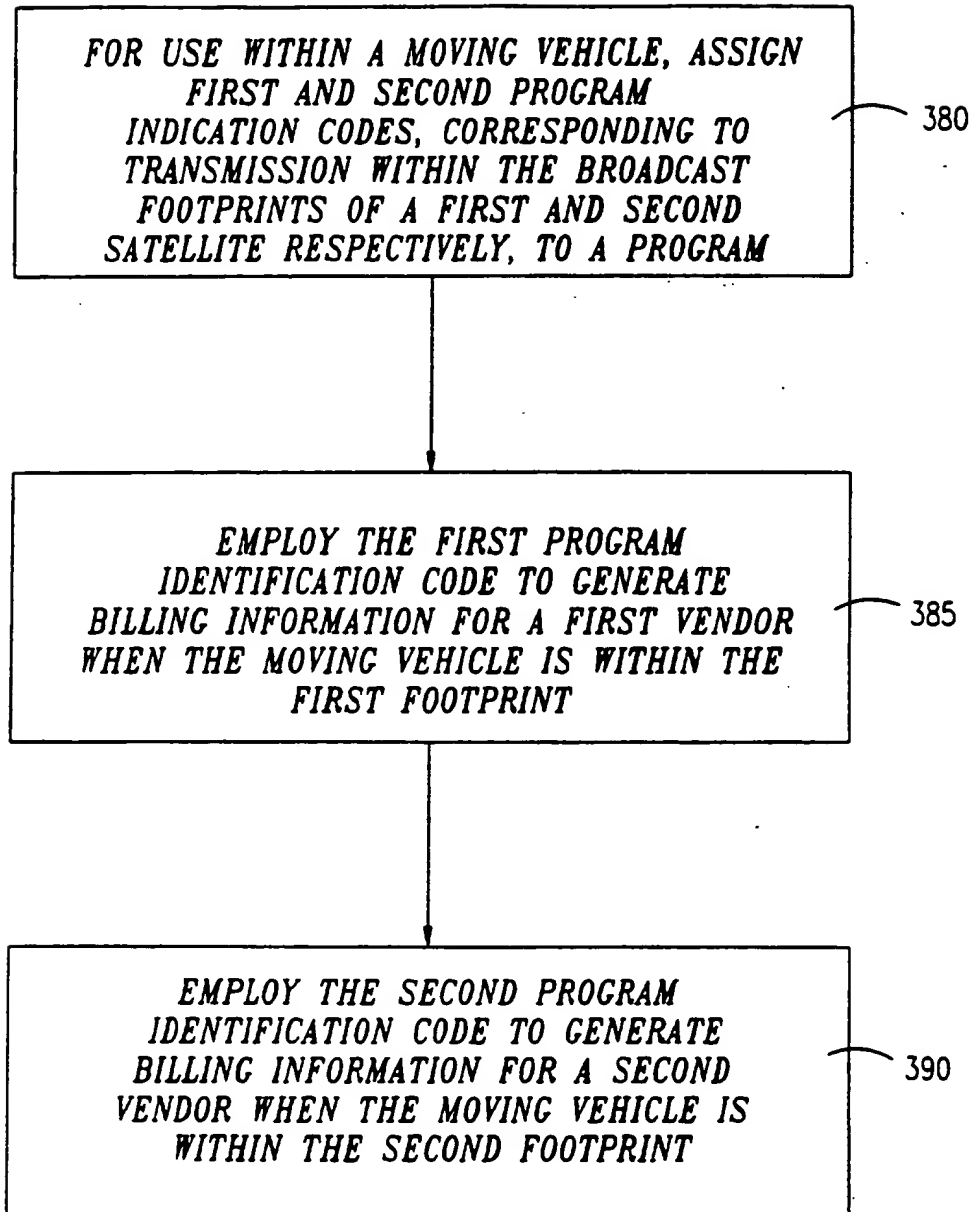 FOR USE WITHIN A MOVING VEHICLE, ASSIGN
FIRST AND SECOND PROGRAM
INDICATION CODES, CORRESPONDING TO
TRANSMISSION WITHIN THE BROADCAST
FOOTPRINTS OF A FIRST AND SECOND
SATELLITE RESPECTIVELY, TO A PROGRAM
380
EMPLOY THE FIRST PROGRAM
IDENTIFICATION CODE TO GENERATE
BILLING INFORMATION FOR A FIRST VENDOR
WHEN THE MOVING VEHICLE IS WITHIN THE
FIRST FOOTPRINT
385
EMPLOY THE SECOND PROGRAM
IDENTIFICATION CODE TO GENERATE
BILLING INFORMATION FOR A SECOND
VENDOR WHEN THE MOVING VEHICLE IS
WITHIN THE SECOND FOOTPRINT
390